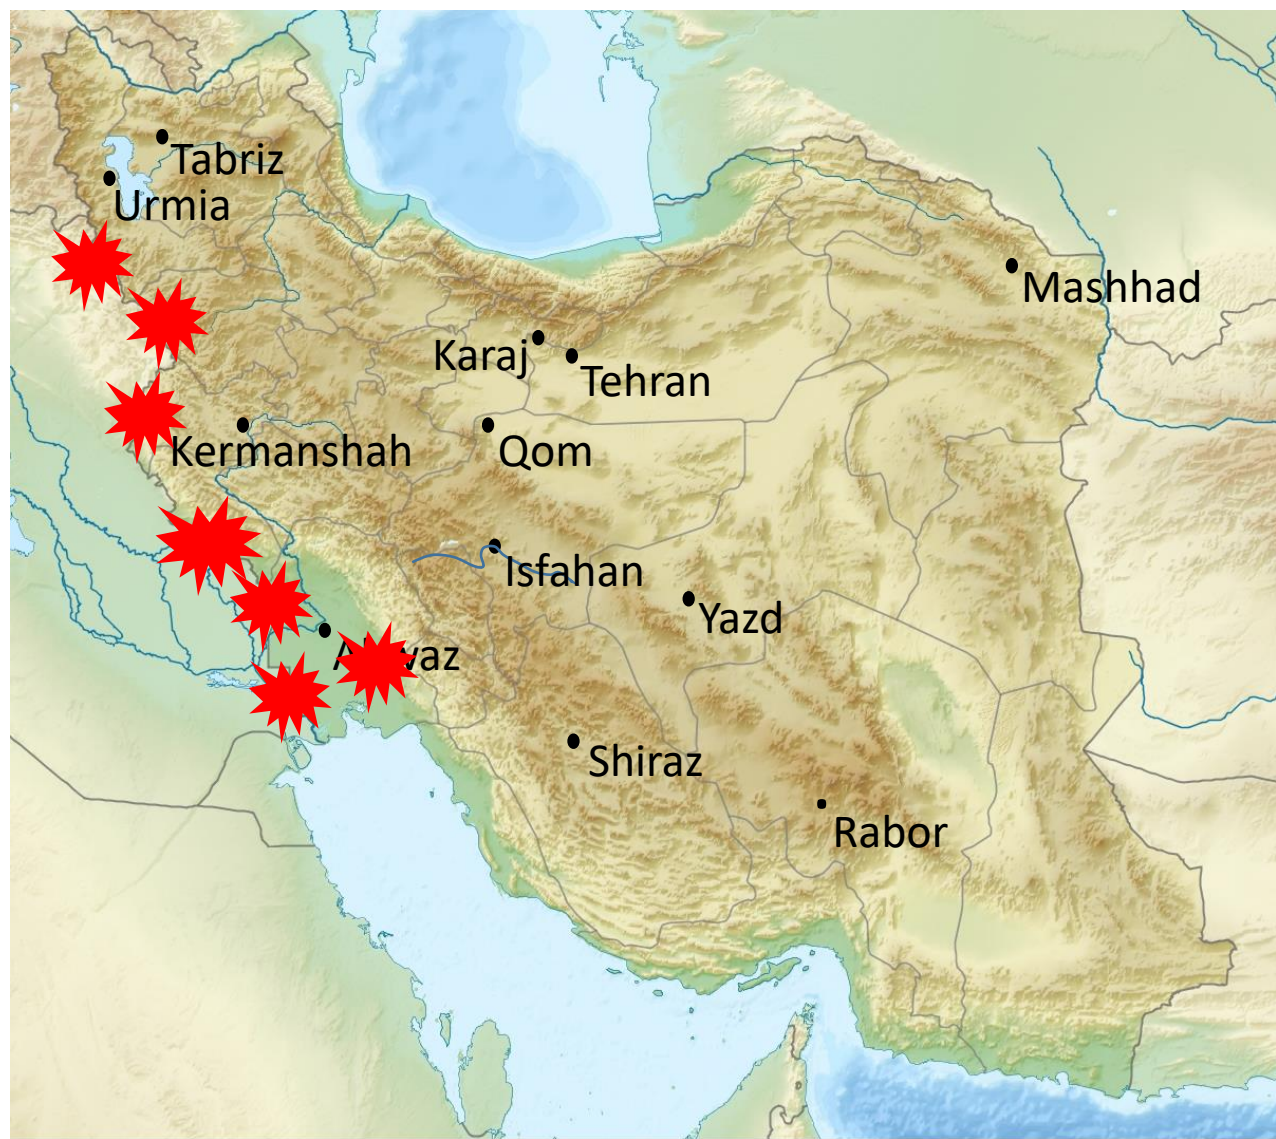 Tabriz
Urmia
Mashhad
Karaj
Tehran
Kermanshah
Qom
Isfahan
Yazd
Shiraz
Rabor